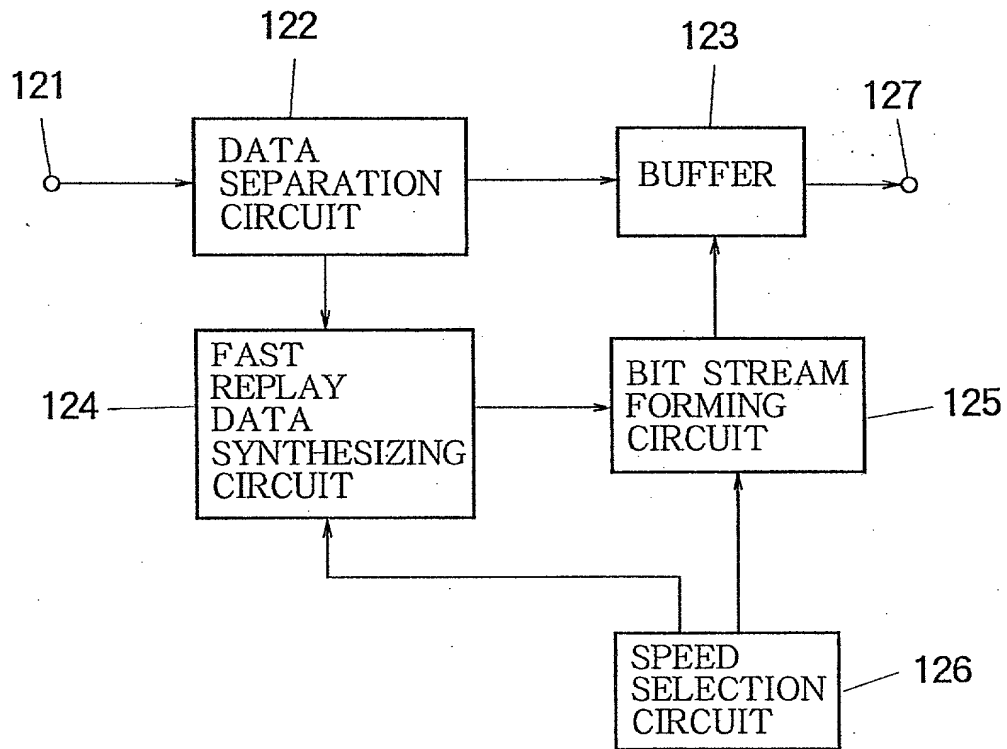 122
123
121
127
DATA
SEPARATION
CIRCUIT
BUFFER
124
FAST
REPLAY
DATA
SYNTHESIZING
CIRCUIT
BIT STREAM
FORMING
CIRCUIT
125
SPEED
SELECTION
CIRCUIT
126